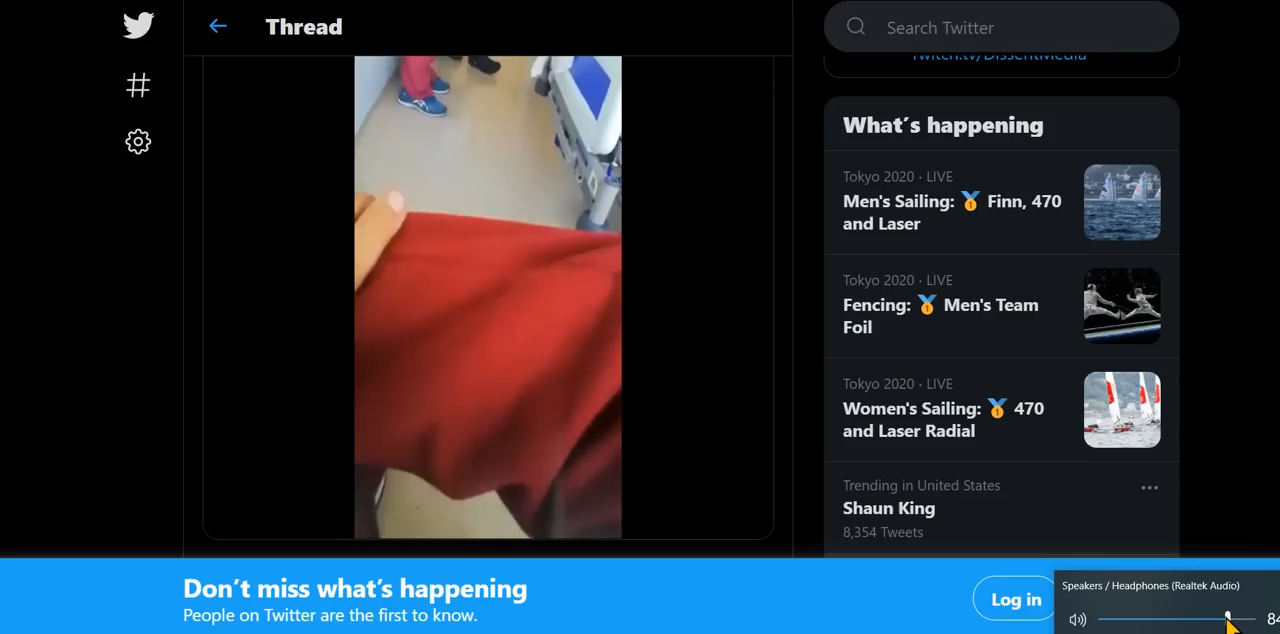 Thread
Search Twitter
Twitch.tv/DissentMedia
What's happening
Tokyo 2020 · LIVE
Men's Sailing: 🥇 Finn, 470
and Laser
Tokyo 2020 · LIVE
Fencing: 🥇 Men's Team
Foil
Tokyo 2020 · LIVE
Women's Sailing: 🥇 470
and Laser Radial
Trending in United States
Shaun King
8,354 Tweets
Don't miss what's happening
People on Twitter are the first to know.
Log in
Speakers / Headphones (Realtek Audio)
84